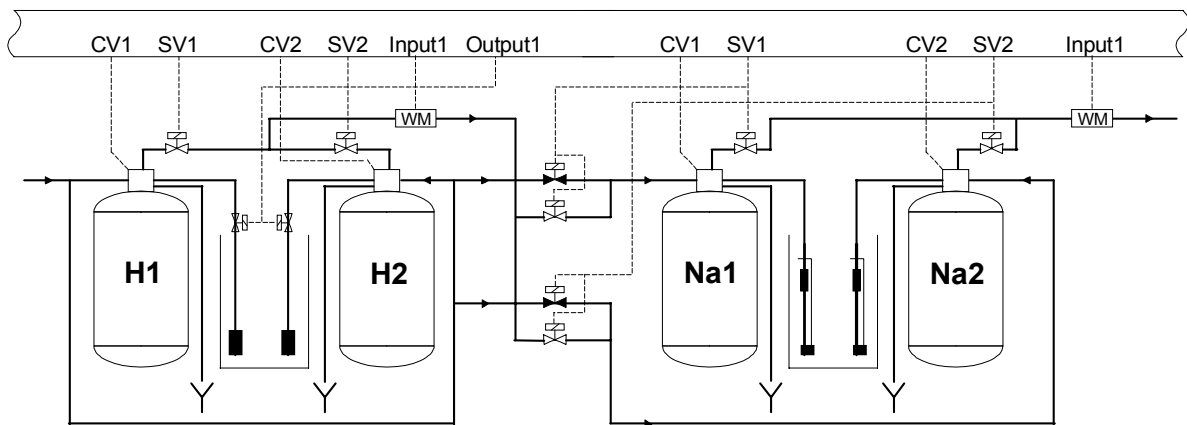 CV1 SV1 CV2 SV2 Input1 Output1 CV1 SV1 CV2 SV2 Input1
WM WM
H1 H2 Na1 Na2